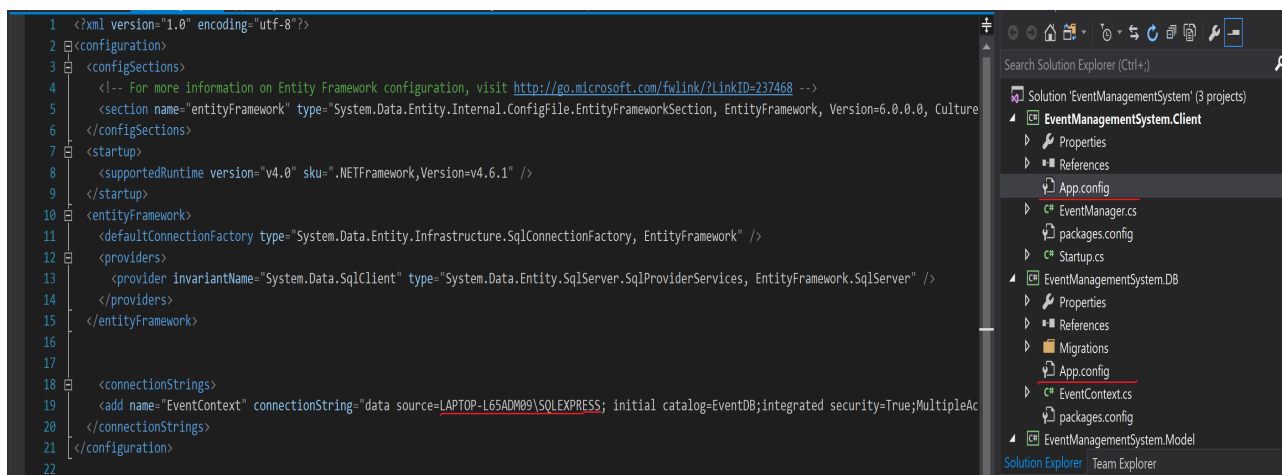 1 <?xml version="1.0" encoding="utf-8"?>
2 <configuration>
3 <configSections>
4 <!-- For more information on Entity Framework configuration, visit http://go.microsoft.com/fwlink/?LinkID=237468 -->
5 <section name="entityFramework" type="System.Data.Entity.Internal.ConfigFile.EntityFrameworkSection, EntityFramework, Version=6.0.0.0, Culture
6 </configSections>
7 <startup>
8 <supportedRuntime version="v4.0" sku=".NETFramework,Version=v4.6.1" />
9 </startup>
10 <entityFramework>
11 <defaultConnectionFactory type="System.Data.Entity.Infrastructure.SqlConnectionFactory, EntityFramework" />
12 <providers>
13 <provider invariantName="System.Data.SqlClient" type="System.Data.Entity.SqlServer.SqlProviderServices, EntityFramework.SqlServer" />
14 </providers>
15 </entityFramework>
16
17
18 <connectionStrings>
19 <add name="EventContext" connectionString="data source=LAPTOP-L65ADM09\SQLEXPRESS; initial catalog=EventDB;integrated security=True;MultipleAc
20 </connectionStrings>
21 </configuration>
22
Search Solution Explorer (Ctrl+;)
Solution 'EventManagementSystem' (3 projects)
C# EventManagementSystem.Client
Properties
References
App.config
C# EventManager.cs
packages.config
C# Startup.cs
C# EventManagementSystem.DB
Properties
References
Migrations
App.config
C# EventContext.cs
packages.config
C# EventManagementSystem.Model
Solution Explorer Team Explorer